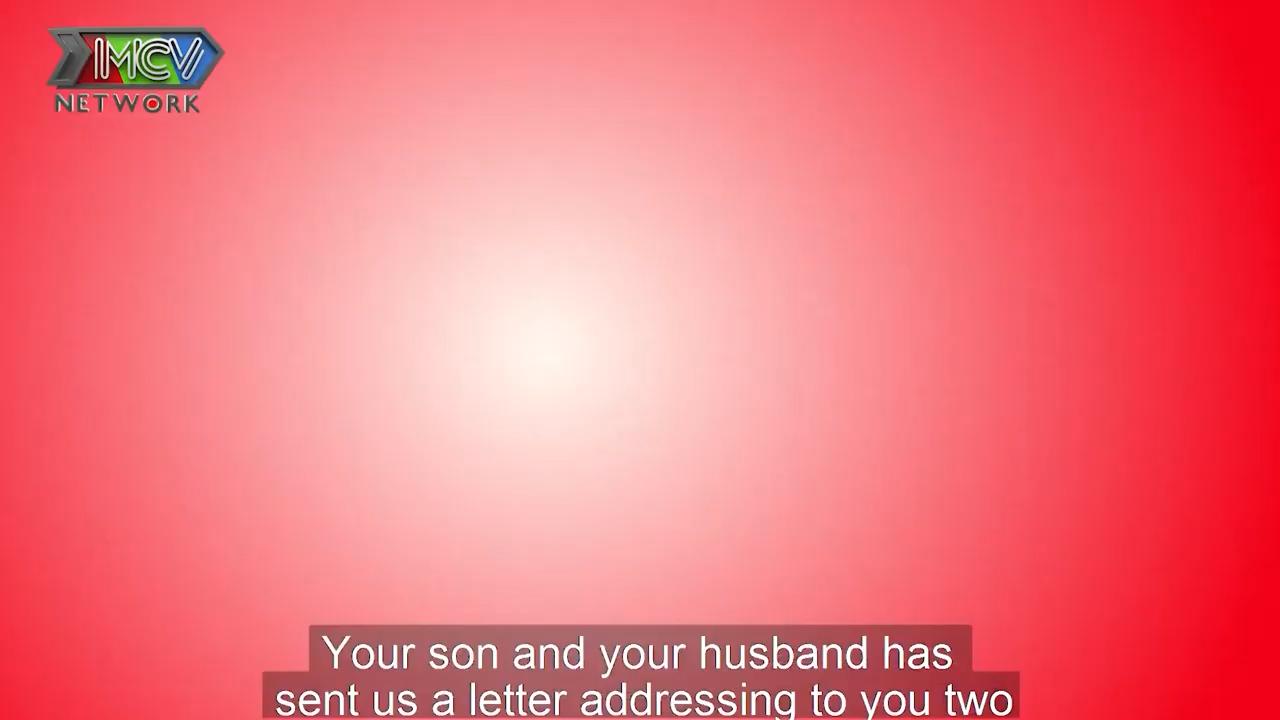 MCV
NETWORK
Your son and your husband has
sent us a letter addressing to you two